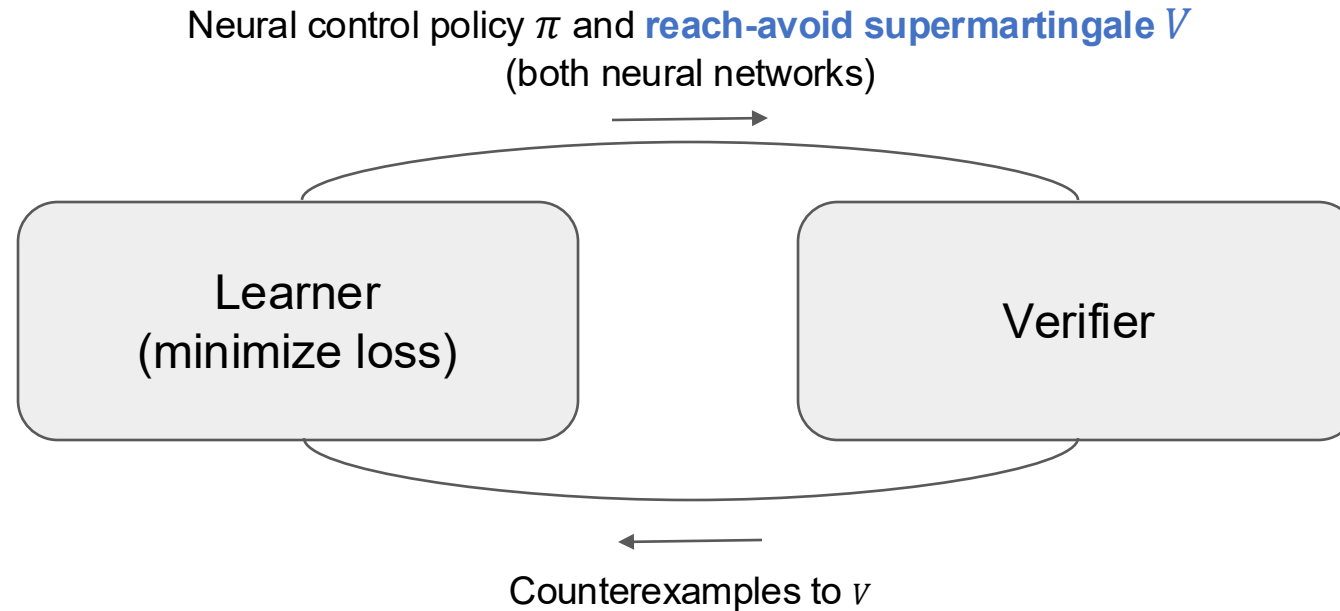 Neural control policy π and reach-avoid supermartingale V
(both neural networks)
Learner
(minimize loss)
Verifier
Counterexamples to V